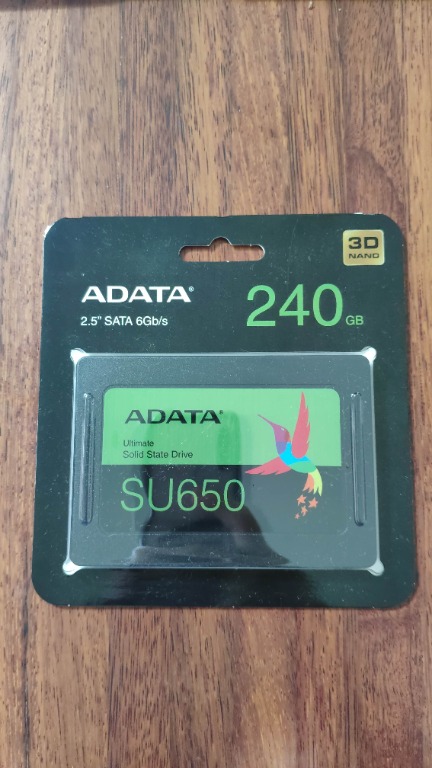 3D
NAND
ADATA®
240 GB
2.5" SATA 6Gb/s
ADATA®
Ultimate
Solid State Drive
SU650